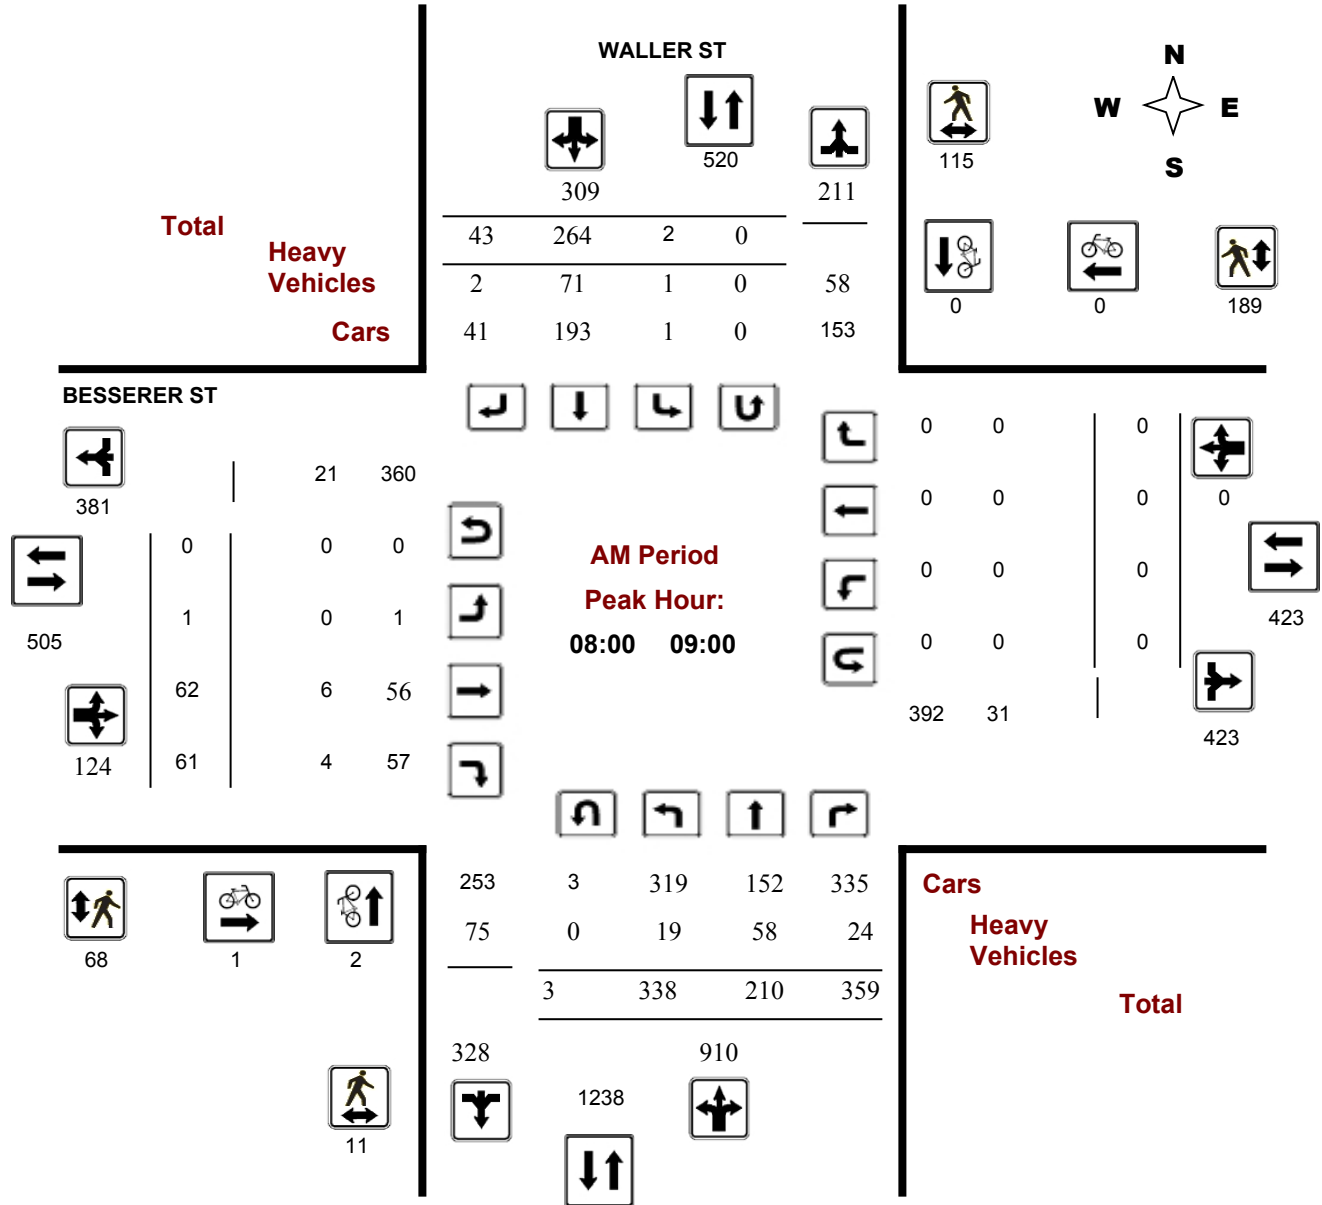 WALLER ST
N
W E
S
520
115
309 211
Total
43 264 2 0
Heavy
Vehicles
2 71 1 0 58
0 0 189
Cars
41 193 1 0 153
BESSERER ST
0 0 0
21 360
381
0 0 0 0
0 0 0
AM Period
0 0 0
Peak Hour:
1 0 1
423
505
08:00 09:00
0 0 0
62 6 56
392 31
423
124 61 4 57
253 3 319 152 335
Cars
75 0 19 58 24
Heavy
Vehicles
68 1 2
3 338 210 359
Total
328 910
1238
11